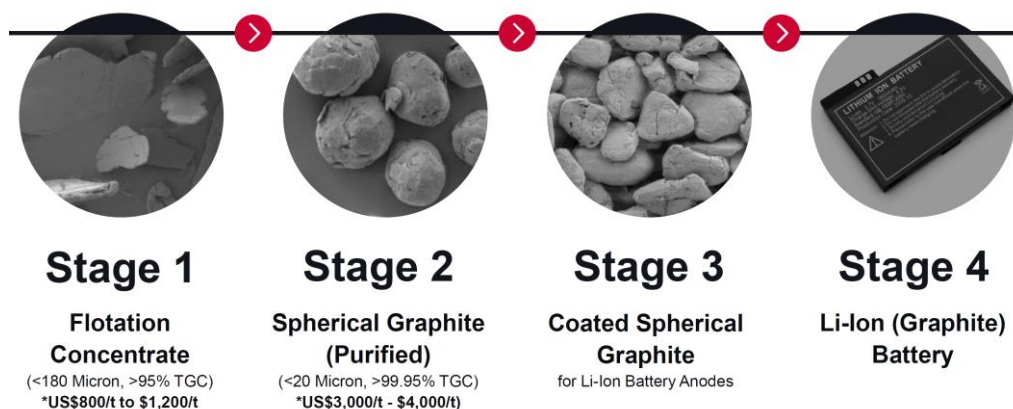 Stage 1
Flotation
Concentrate
(<180 Micron, >95% TGC)
*US$800/t to $1,200/t
Stage 2
Spherical Graphite
(Purified)
(<20 Micron, >99.95% TGC)
*US$3,000/t - $4,000/t)
Stage 3
Coated Spherical
Graphite
for Li-Ion Battery Anodes
Stage 4
Li-Ion (Graphite)
Battery
LITHIUM ION BATTERY